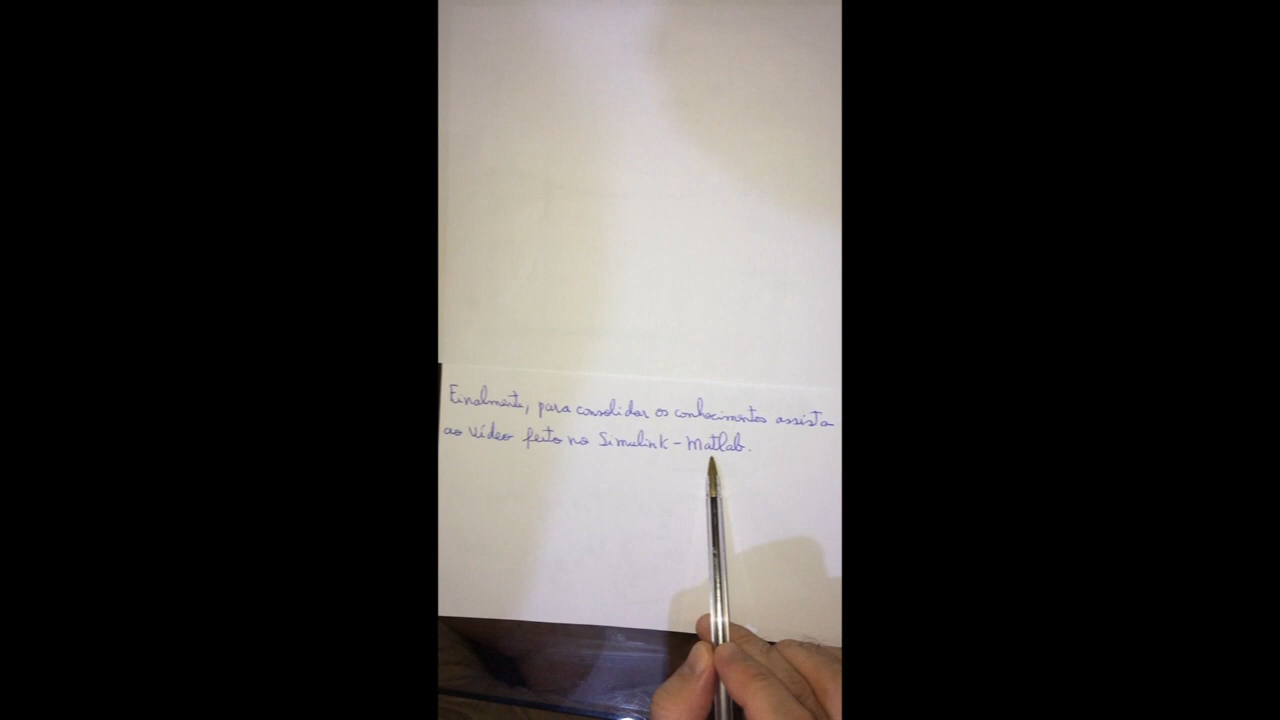 Finalmente, para consolidar os conhecimentos assista
ao vídeo feito no Simulink - Matlab.